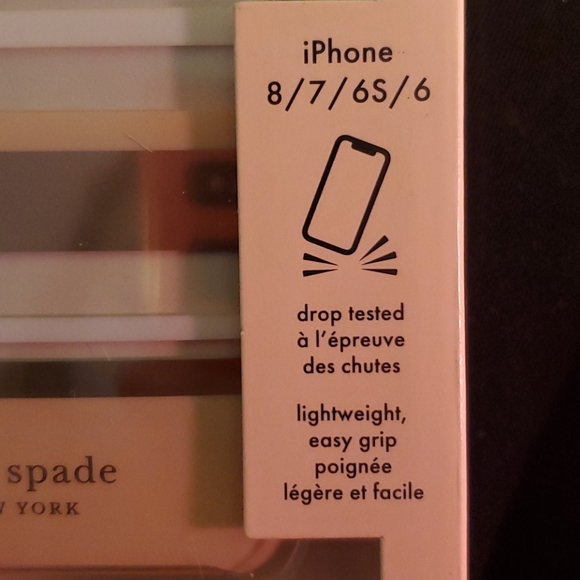 iPhone
8/7/6S/6
drop tested
à l'épreuve
des chutes
lightweight,
easy grip
poignée
légère et facile
spade
YORK